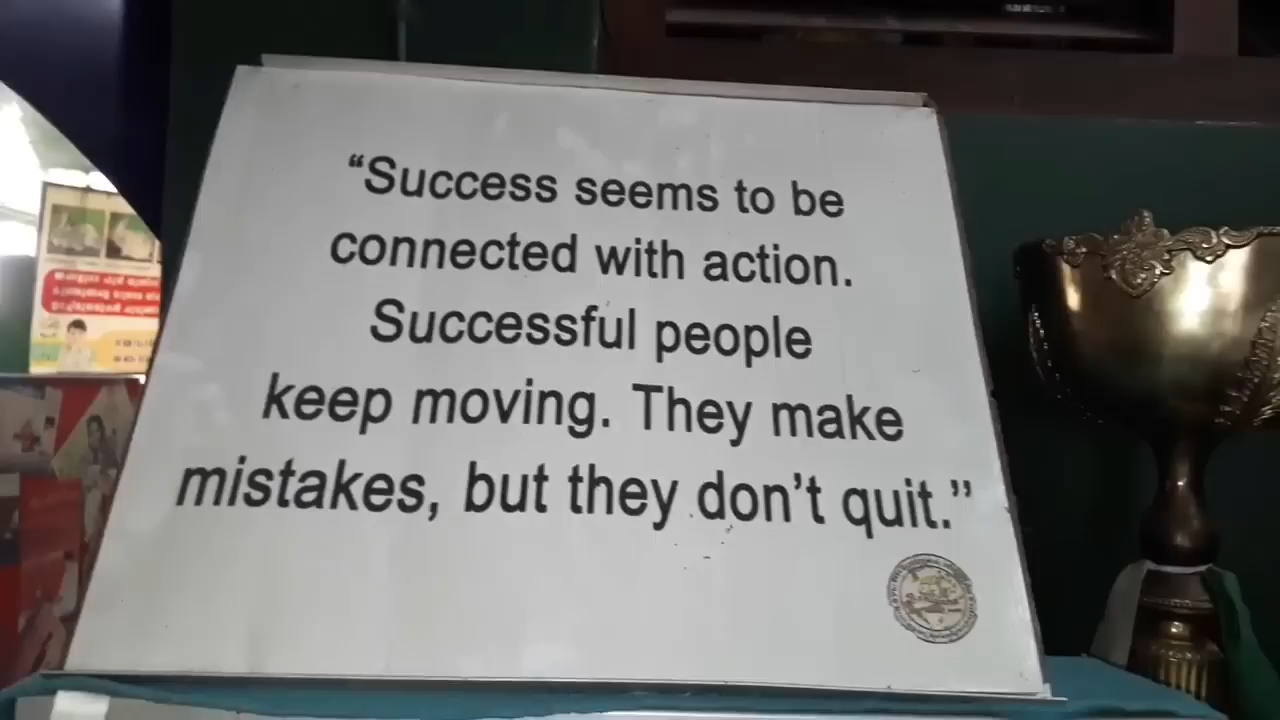 “Success seems to be
connected with action.
Successful people
keep moving. They make
mistakes, but they don’t quit.”